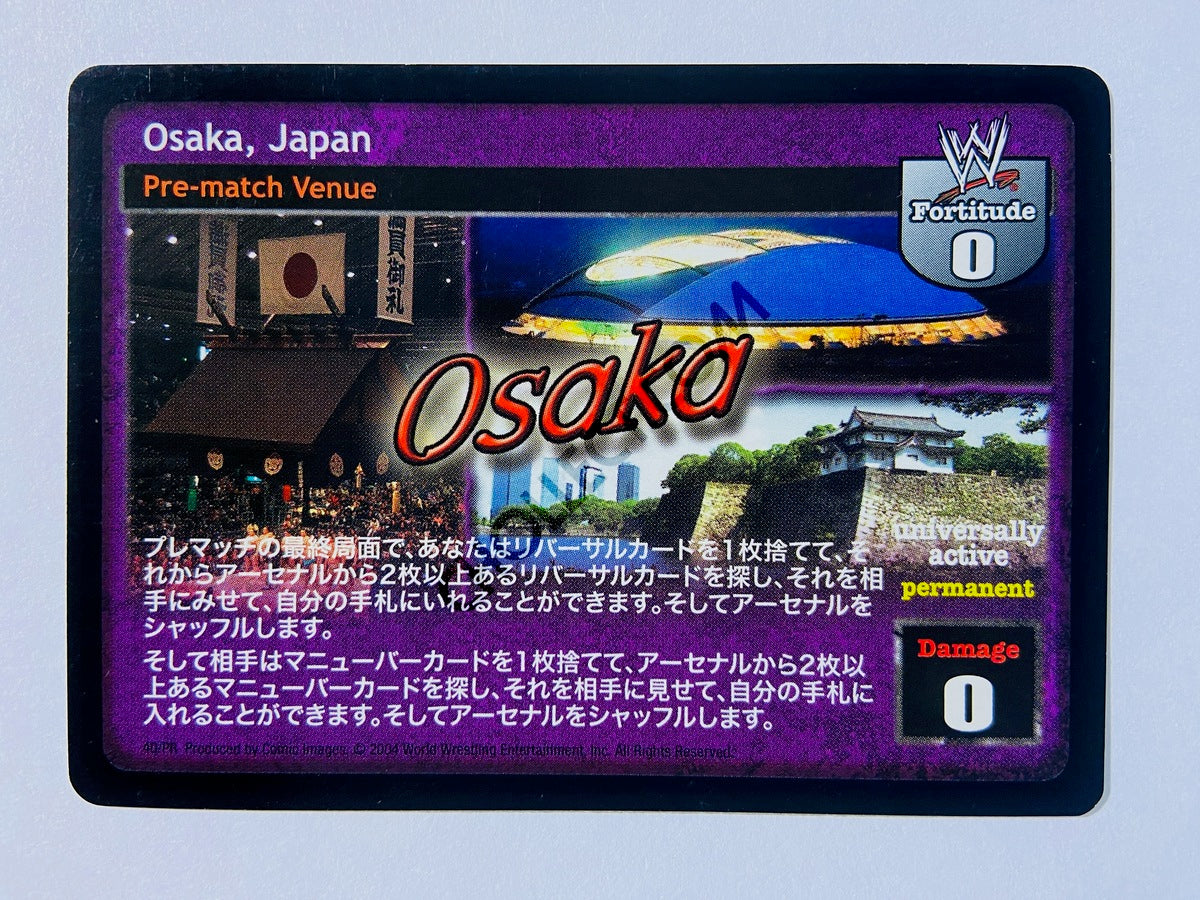 Osaka, Japan
Pre-match Venue
W
Fortitude
0
満員御礼
満員御礼
Osaka
universally
active
permanent
プレマッチの最終局面で、あなたはリバーサルカードを1枚捨てて、そ
れからアーセナルから2枚以上あるリバーサルカードを探し、それを相
手にみせて、自分の手札にいれることができます。そしてアーセナルを
シャッフルします。
そして相手はマニューバーカードを1枚捨てて、アーセナルから2枚以
上あるマニューバーカードを探し、それを相手に見せて、自分の手札に
入れることができます。そしてアーセナルをシャッフルします。
Damage
0
40/PR Produced by Comic Images. © 2004 World Wrestling Entertainment, Inc. All Rights Reserved.